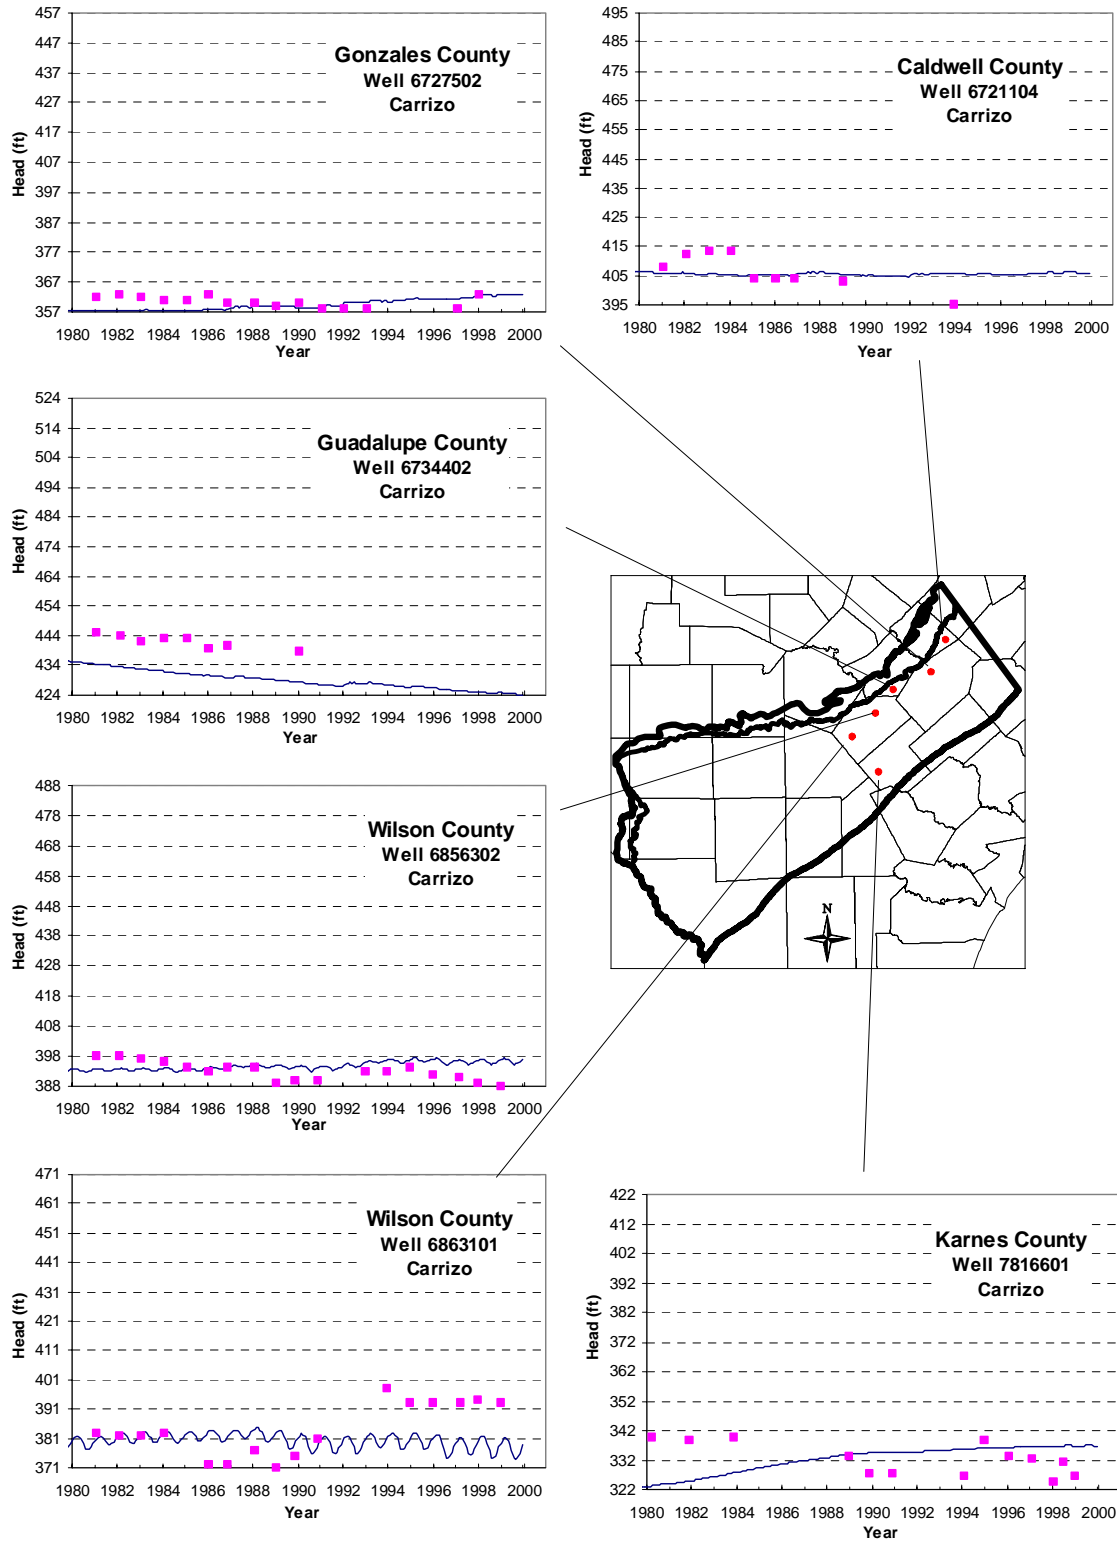 457
447
437
427
417
407
397
387
377
367
357
Head (ft)
Gonzales County
Well 6727502
Carrizo
1980 1982 1984 1986 1988 1990 1992 1994 1996 1998 2000
Year
495
485
475
465
455
445
435
425
415
405
395
Head (ft)
Caldwell County
Well 6721104
Carrizo
1980 1982 1984 1986 1988 1990 1992 1994 1996 1998 2000
Year
524
514
504
494
484
474
464
454
444
434
424
Head (ft)
Guadalupe County
Well 6734402
Carrizo
1980 1982 1984 1986 1988 1990 1992 1994 1996 1998 2000
Year
488
478
468
458
448
438
428
418
408
398
388
Head (ft)
Wilson County
Well 6856302
Carrizo
1980 1982 1984 1986 1988 1990 1992 1994 1996 1998 2000
Year
N
471
461
451
441
431
421
411
401
391
381
371
Head (ft)
Wilson County
Well 6863101
Carrizo
1980 1982 1984 1986 1988 1990 1992 1994 1996 1998 2000
Year
422
412
402
392
382
372
362
352
342
332
322
Head (ft)
Karnes County
Well 7816601
Carrizo
1980 1982 1984 1986 1988 1990 1992 1994 1996 1998 2000
Year